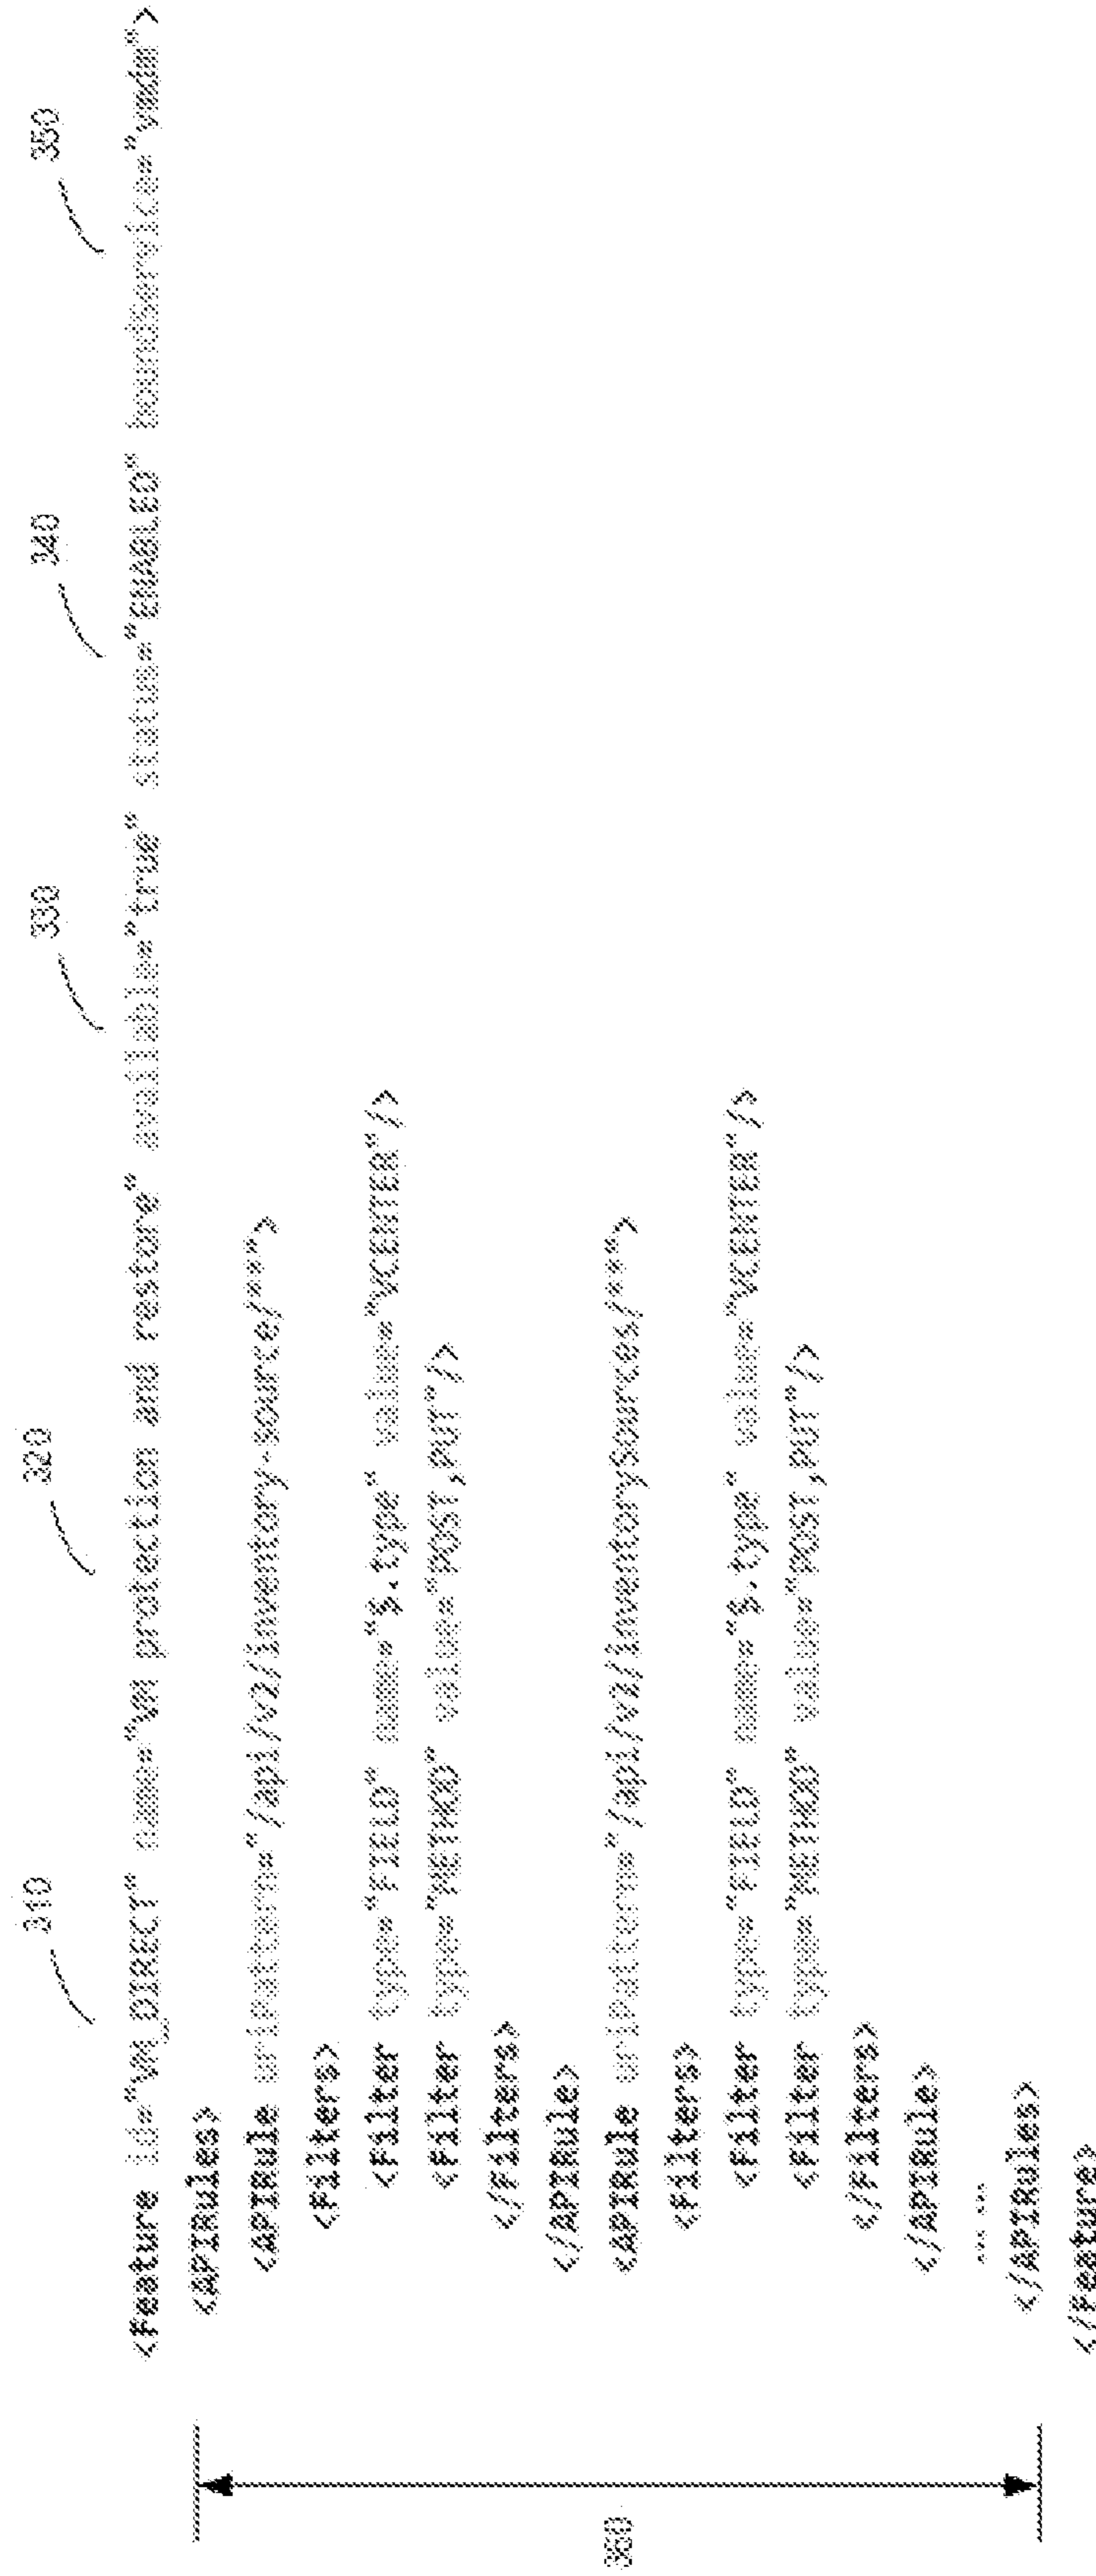 310 320 330 340 350
<Feature id="VM_DIRECT" name="VM protection and restore" available="true" status="ENABLED" boundService="vmdm">
<APIRules>
<APIRule uriPattern="/api/v2/inventory-source/**">
<Filters>
<Filter type="FIELD" name="$.type" value="VCENTER"/>
<Filter type="METHOD" value="POST,PUT"/>
</Filters>
</APIRule>
<APIRule uriPattern="/api/v2/inventorySources/**">
<Filters>
<Filter type="FIELD" name="$.type" value="VCENTER"/>
<Filter type="METHOD" value="POST,PUT"/>
</Filters>
</APIRule>
... ...
</APIRules>
</Feature>
360